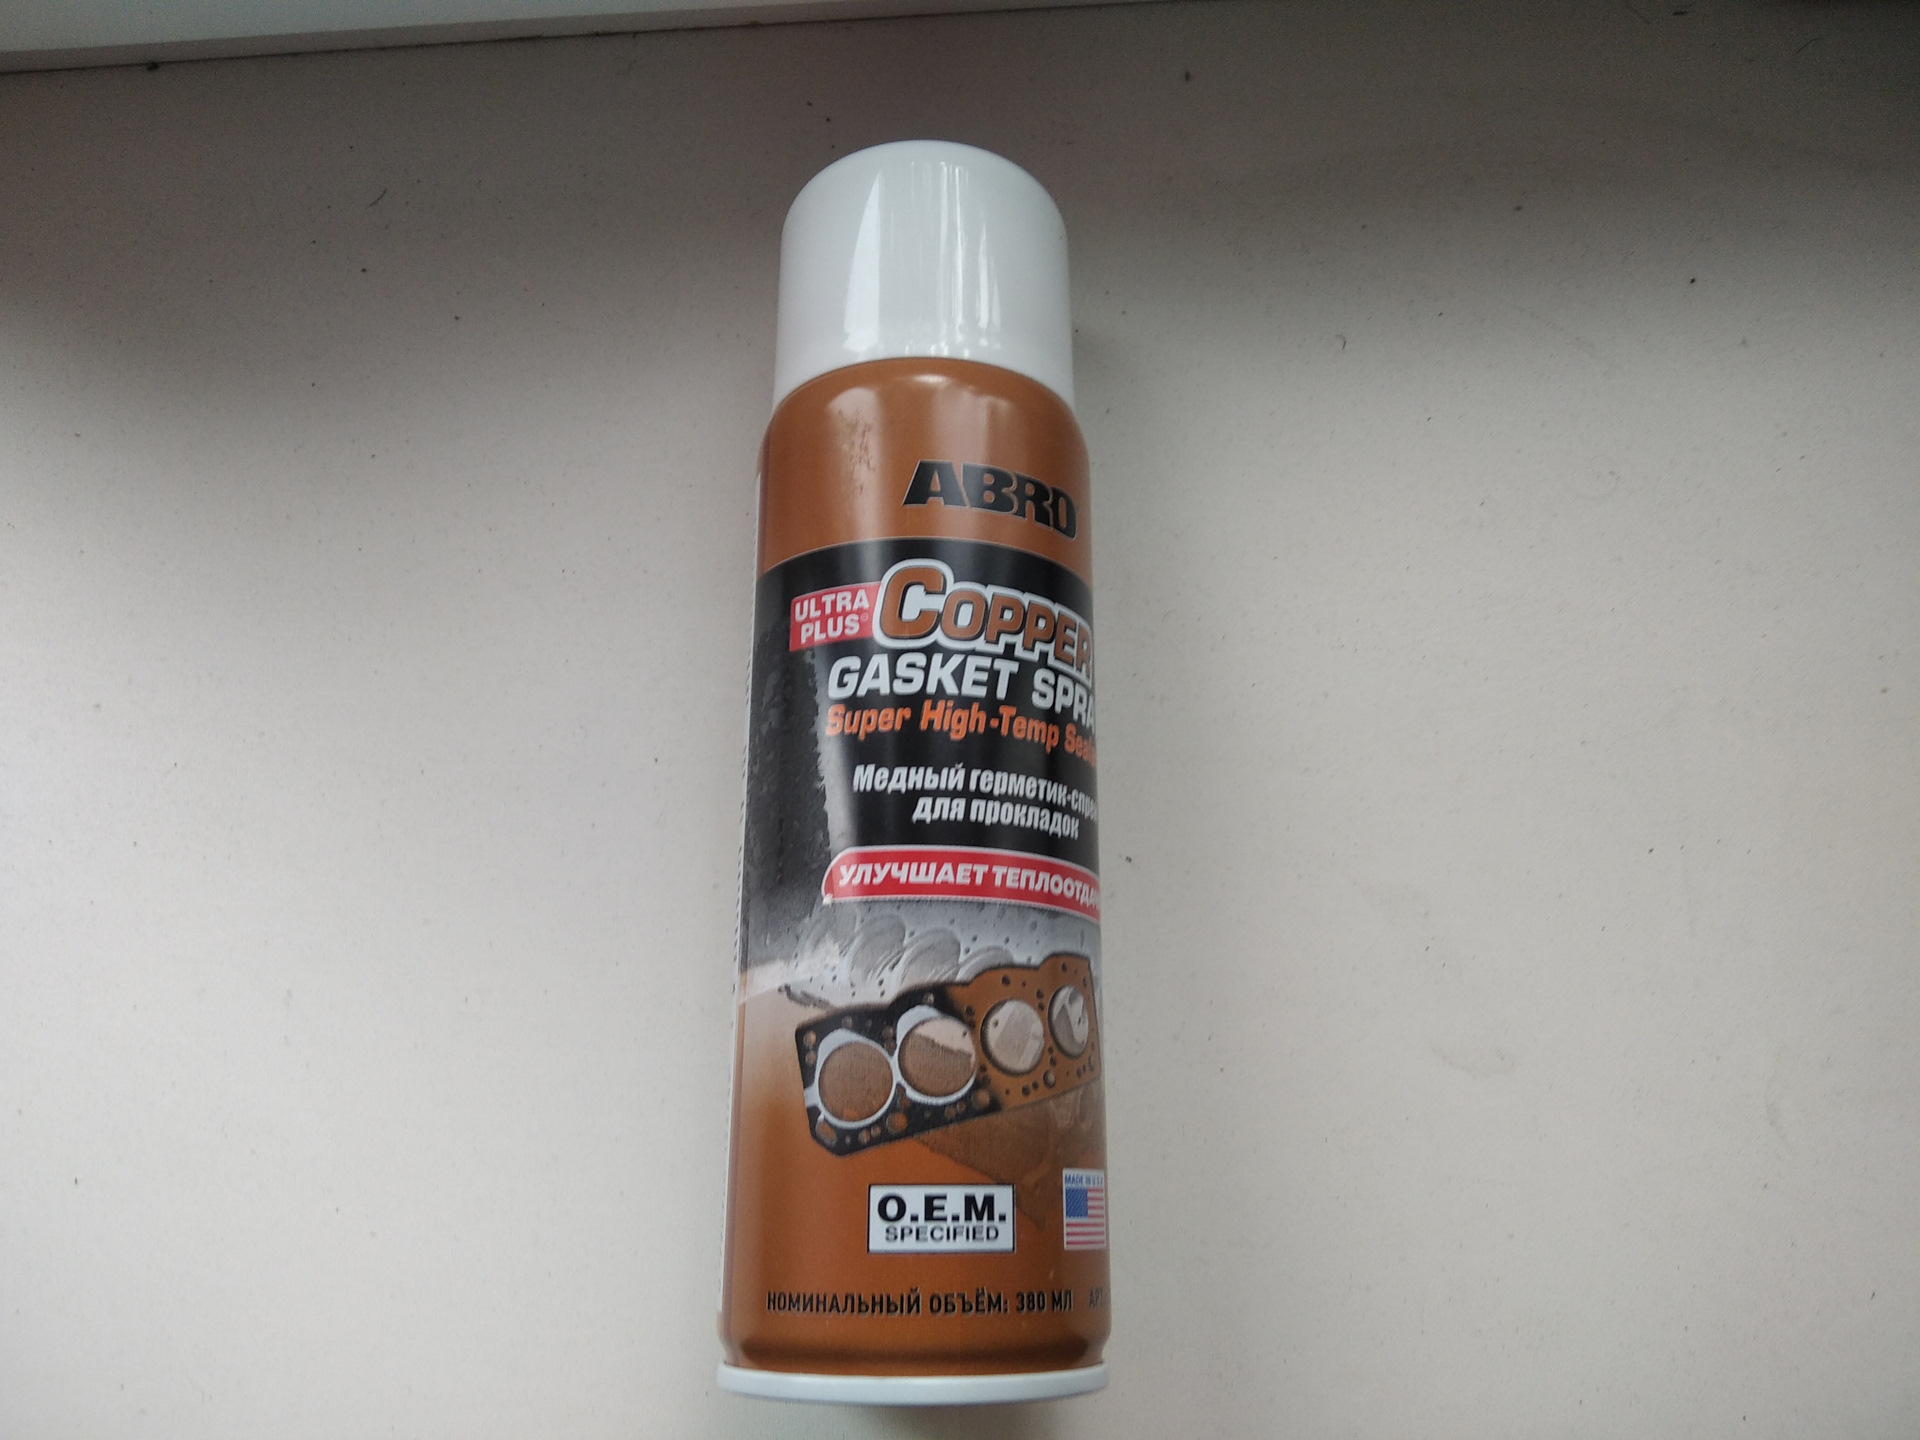 ABRO
ULTRA
PLUS
COPPER
GASKET SPRA
Super High-Temp
Медный герметик-спре
для прокладок
УЛУЧШАЕТ ТЕПЛООТДА
MADE IN U.S.A
O.E.M.
SPECIFIED
НОМИНАЛЬНЫЙ ОБЪЁМ: 380 МЛ